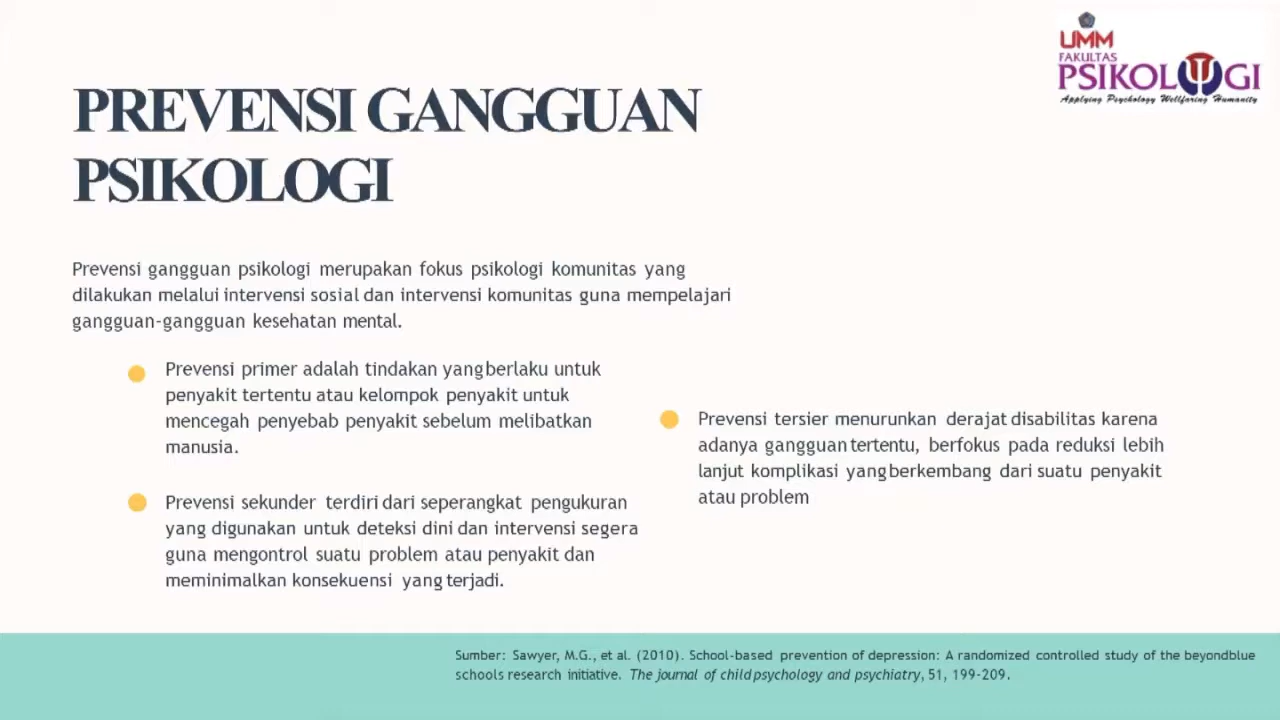 UMM
FAKULTAS
PSIKOLOGI
Applying Psychology Wellfaring Humanity
PREVENSI GANGGUAN
PSIKOLOGI
Prevensi gangguan psikologi merupakan fokus psikologi komunitas yang
dilakukan melalui intervensi sosial dan intervensi komunitas guna mempelajari
gangguan-gangguan kesehatan mental.
Prevensi primer adalah tindakan yang berlaku untuk
penyakit tertentu atau kelompok penyakit untuk
mencegah penyebab penyakit sebelum melibatkan
manusia.
Prevensi sekunder terdiri dari seperangkat pengukuran
yang digunakan untuk deteksi dini dan intervensi segera
guna mengontrol suatu problem atau penyakit dan
meminimalkan konsekuensi yang terjadi.
Prevensi tersier menurunkan derajat disabilitas karena
adanya gangguan tertentu, berfokus pada reduksi lebih
lanjut komplikasi yang berkembang dari suatu penyakit
atau problem
Sumber: Sawyer, M.G., et al. (2010). School-based prevention of depression: A randomized controlled study of the beyondblue
schools research initiative. The journal of child psychology and psychiatry, 51, 199-209.